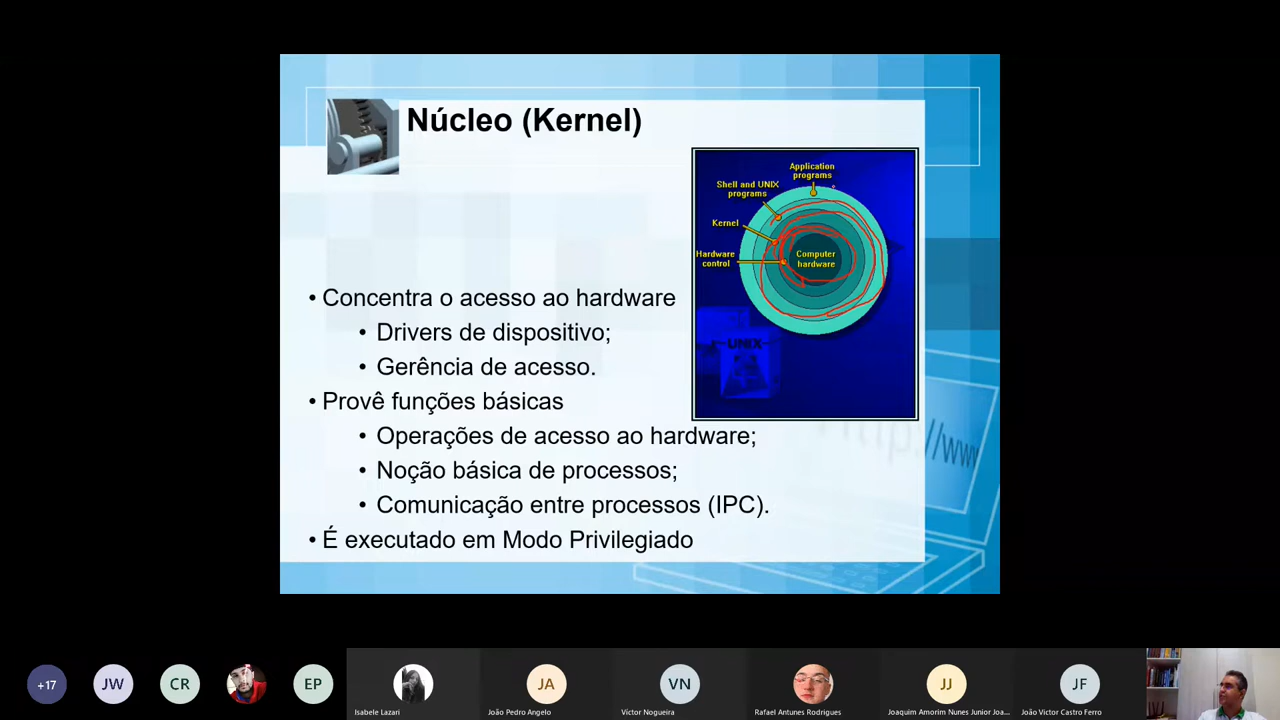 Núcleo (Kernel)
Application
programs
Shell and UNIX
programs
Kernel
Hardware
control
Computer
hardware
UNIX
• Concentra o acesso ao hardware
• Drivers de dispositivo;
• Gerência de acesso.
• Provê funções básicas
• Operações de acesso ao hardware;
• Noção básica de processos;
• Comunicação entre processos (IPC).
• É executado em Modo Privilegiado
http://www
+17
JW
CR
EP
JA
VN
JJ
JF
Isabele Lazari
João Pedro Angelo
Víctor Nogueira
Rafael Antunes Rodrigues
Joaquim Amorim Nunes Junior Joa...
João Victor Castro Ferro